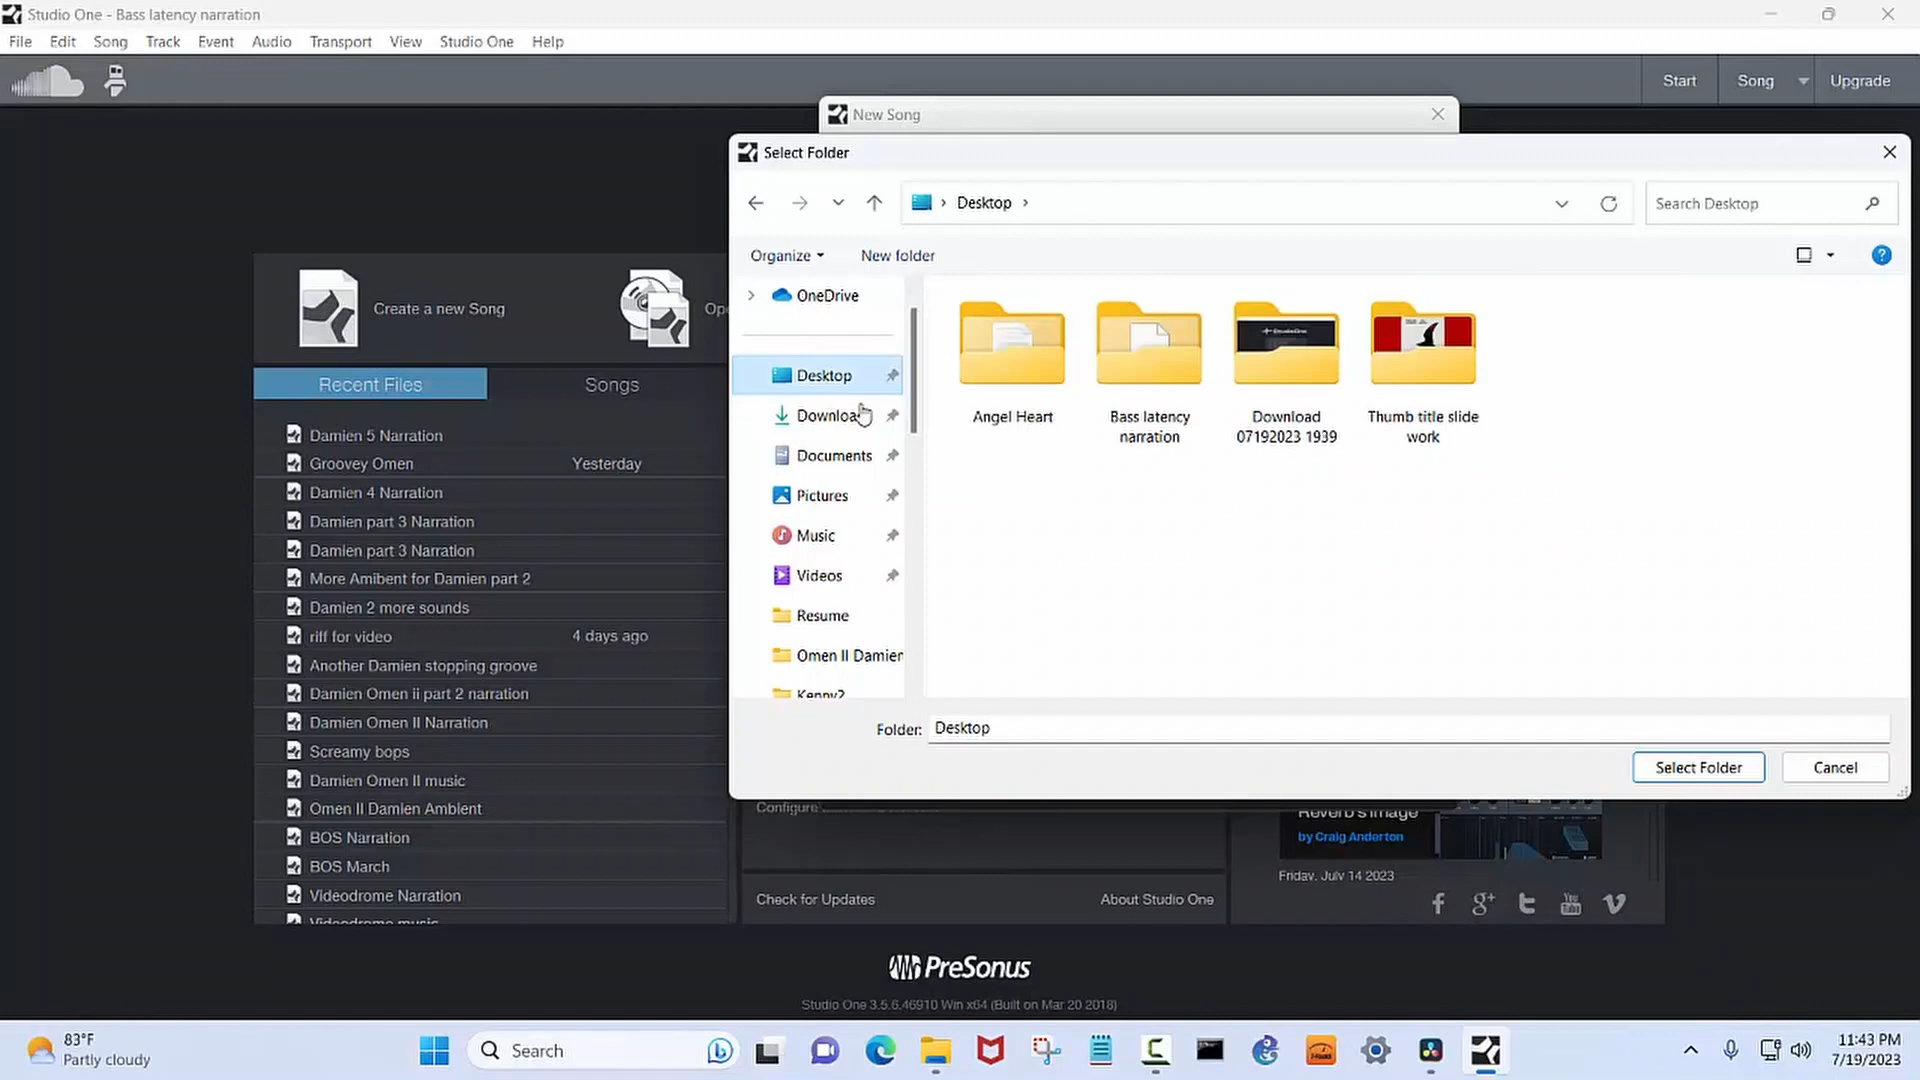 Studio One - Bass latency narration
File Edit Song Track Event Audio Transport View Studio One Help
Start Song Upgrade
New Song
Select Folder
Desktop
Search Desktop
Organize New folder
OneDrive
Desktop
Documents
Pictures
Music
Videos
Resume
Omen II Damien
Kenny2
Angel Heart
Bass latency
narration
Download
07192023 1939
Thumb title slide
work
Folder: Desktop
Select Folder Cancel
Create a new Song
Recent Files Songs
Damien 5 Narration
Groovey Omen Yesterday
Damien 4 Narration
Damien part 3 Narration
Damien part 3 Narration
More Amibent for Damien part 2
Damien 2 more sounds
riff for video 4 days ago
Another Damien stopping groove
Damien Omen ii part 2 narration
Damien Omen II Narration
Screamy bops
Damien Omen II music
Omen II Damien Ambient
BOS Narration
BOS March
Videodrome Narration
Videodrome music
Configure
Reverb's Image
by Craig Anderton
Friday, July 14 2023
Check for Updates About Studio One
PreSonus
Studio One 3.5.6.46910 Win x64 (Built on Mar 20 2018)
83°F
Partly cloudy
Search
11:43 PM
7/19/2023